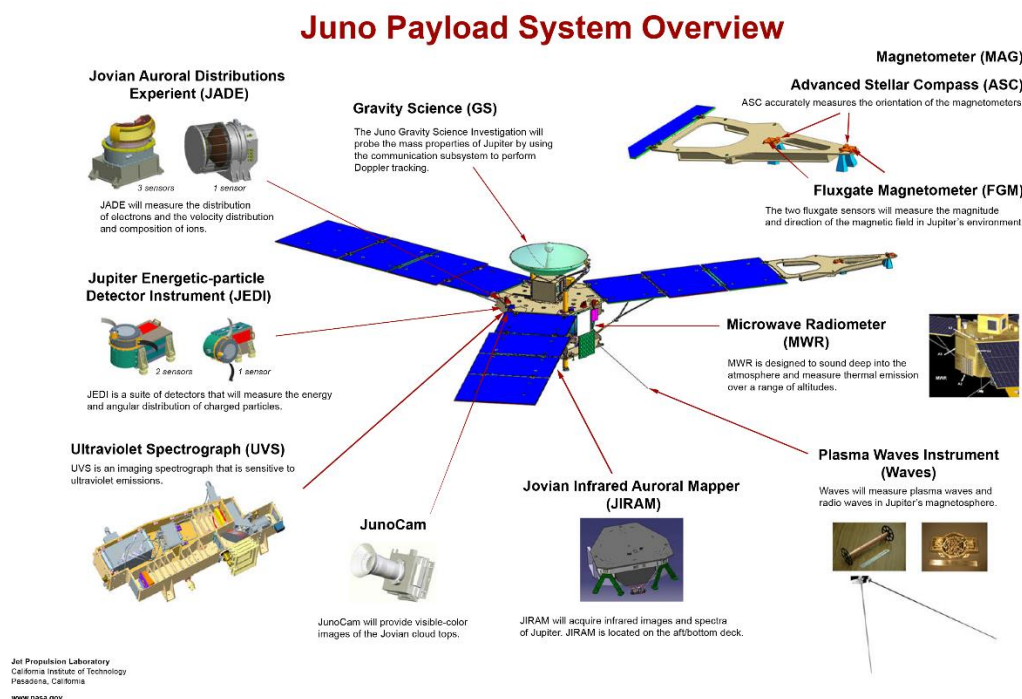 Juno Payload System Overview
Jovian Auroral Distributions
Experient (JADE)
3 sensors
1 sensor
JADE will measure the distribution
of electrons and the velocity distribution
and composition of ions.
Gravity Science (GS)
The Juno Gravity Science Investigation will
probe the mass properties of Jupiter by using
the communication subsystem to perform
Doppler tracking.
Magnetometer (MAG)
Advanced Stellar Compass (ASC)
ASC accurately measures the orientation of the magnetometers
Fluxgate Magnetometer (FGM)
The two fluxgate sensors will measure the magnitude
and direction of the magnetic field in Jupiter's environment
Jupiter Energetic-particle
Detector Instrument (JEDI)
2 sensors
1 sensor
JEDI is a suite of detectors that will measure the energy
and angular distribution of charged particles.
Microwave Radiometer
(MWR)
MWR is designed to sound deep into the
atmosphere and measure thermal emission
over a range of altitudes.
MWR
Ultraviolet Spectrograph (UVS)
UVS is an imaging spectrograph that is sensitive to
ultraviolet emissions.
JunoCam
JunoCam will provide visible-color
images of the Jovian cloud tops.
Jovian Infrared Auroral Mapper
(JIRAM)
JIRAM will acquire infrared images and spectra
of Jupiter. JIRAM is located on the aft/bottom deck.
Plasma Waves Instrument
(Waves)
Waves will measure plasma waves and
radio waves in Jupiter's magnetosphere.
Jet Propulsion Laboratory
California Institute of Technology
Pasadena, California
www.nasa.gov